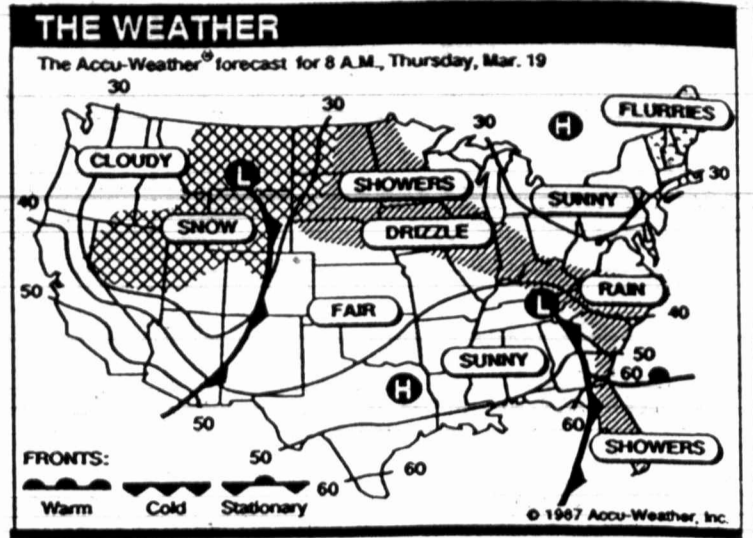 THE WEATHER
The Accu-Weather® forecast for 8 A.M., Thursday, Mar. 19
30
30
30
H
FLURRIES
CLOUDY
L
SHOWERS
SUNNY
30
40
SNOW
DRIZZLE
50
FAIR
L
RAIN
40
SUNNY
50
60
H
50
60
SHOWERS
FRONTS:
50
60
60
Warm
Cold
Stationary
© 1987 Accu-Weather, Inc.